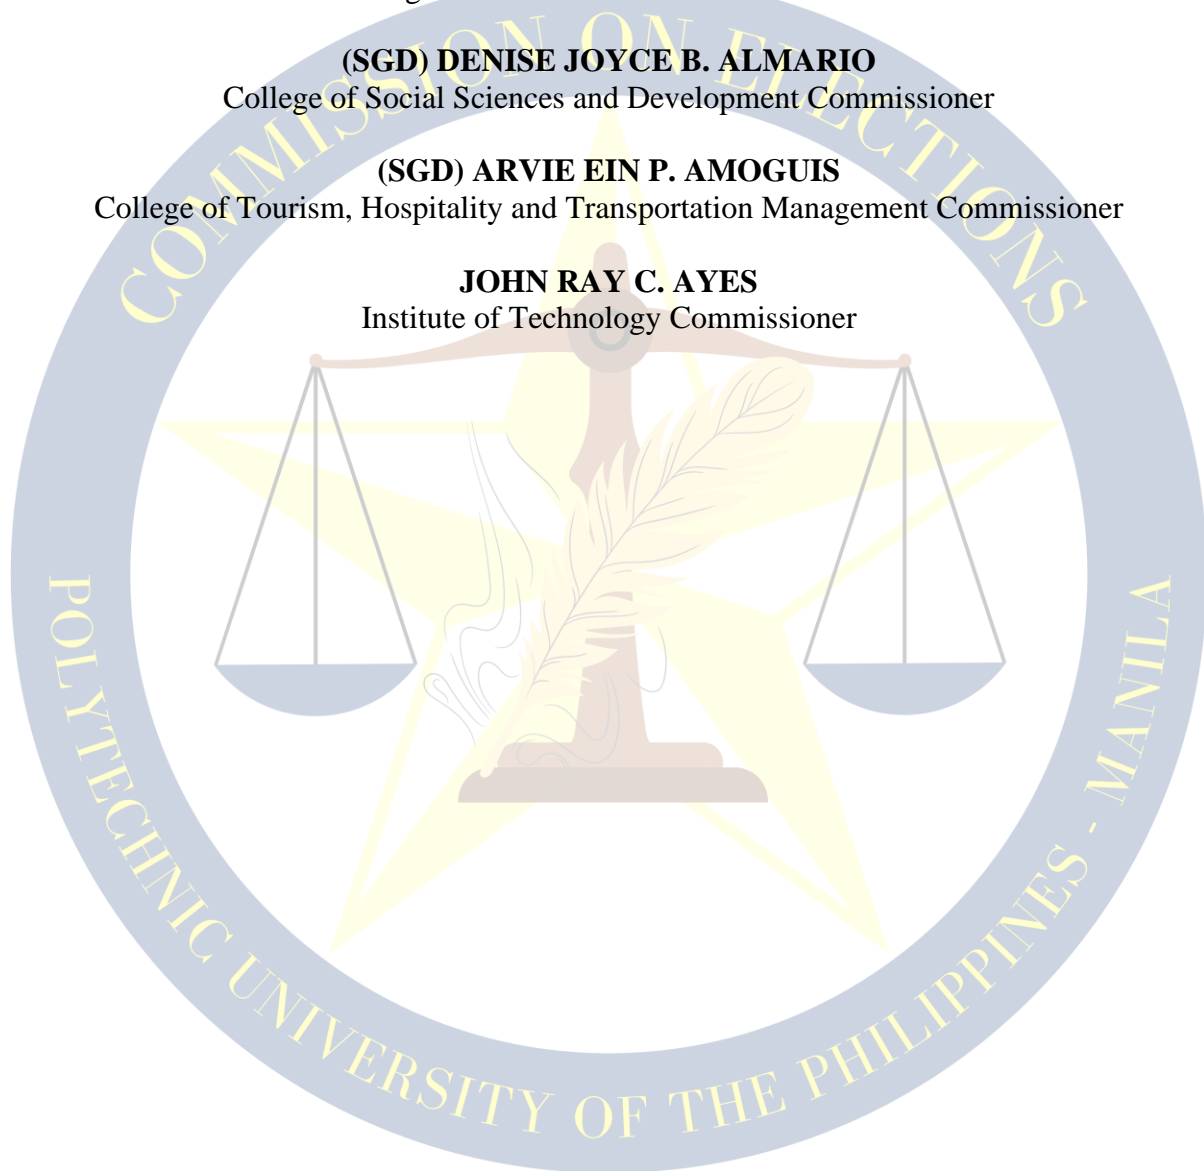 (SGD) DENISE JOYCE B. ALMARIO
College of Social Sciences and Development Commissioner
(SGD) ARVIE EIN P. AMOGUIS
College of Tourism, Hospitality and Transportation Management Commissioner
JOHN RAY C. AYES
Institute of Technology Commissioner
COMMISSION ON ELECTIONS
POLYTECHNIC UNIVERSITY OF THE PHILIPPINES - MANILA